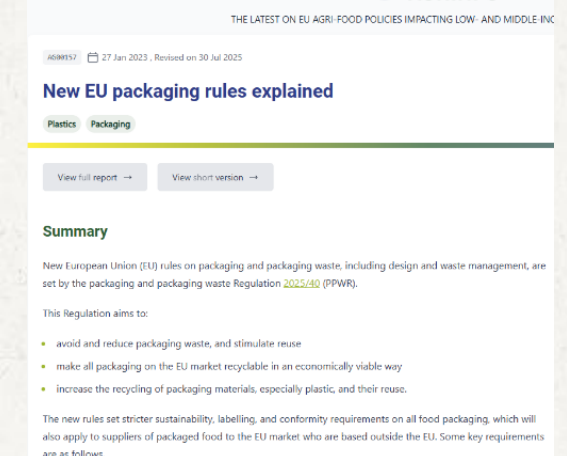 THE LATEST ON EU AGRI-FOOD POLICIES IMPACTING LOW- AND MIDDLE-INC
AG00157 27 Jan 2023 , Revised on 30 Jul 2025
New EU packaging rules explained
Plastics Packaging
View full report → View short version →
Summary
New European Union (EU) rules on packaging and packaging waste, including design and waste management, are
set by the packaging and packaging waste Regulation 2025/40 (PPWR).
This Regulation aims to:
• avoid and reduce packaging waste, and stimulate reuse
• make all packaging on the EU market recyclable in an economically viable way
• increase the recycling of packaging materials, especially plastic, and their reuse.
The new rules set stricter sustainability, labelling, and conformity requirements on all food packaging, which will
also apply to suppliers of packaged food to the EU market who are based outside the EU. Some key requirements
are as follows